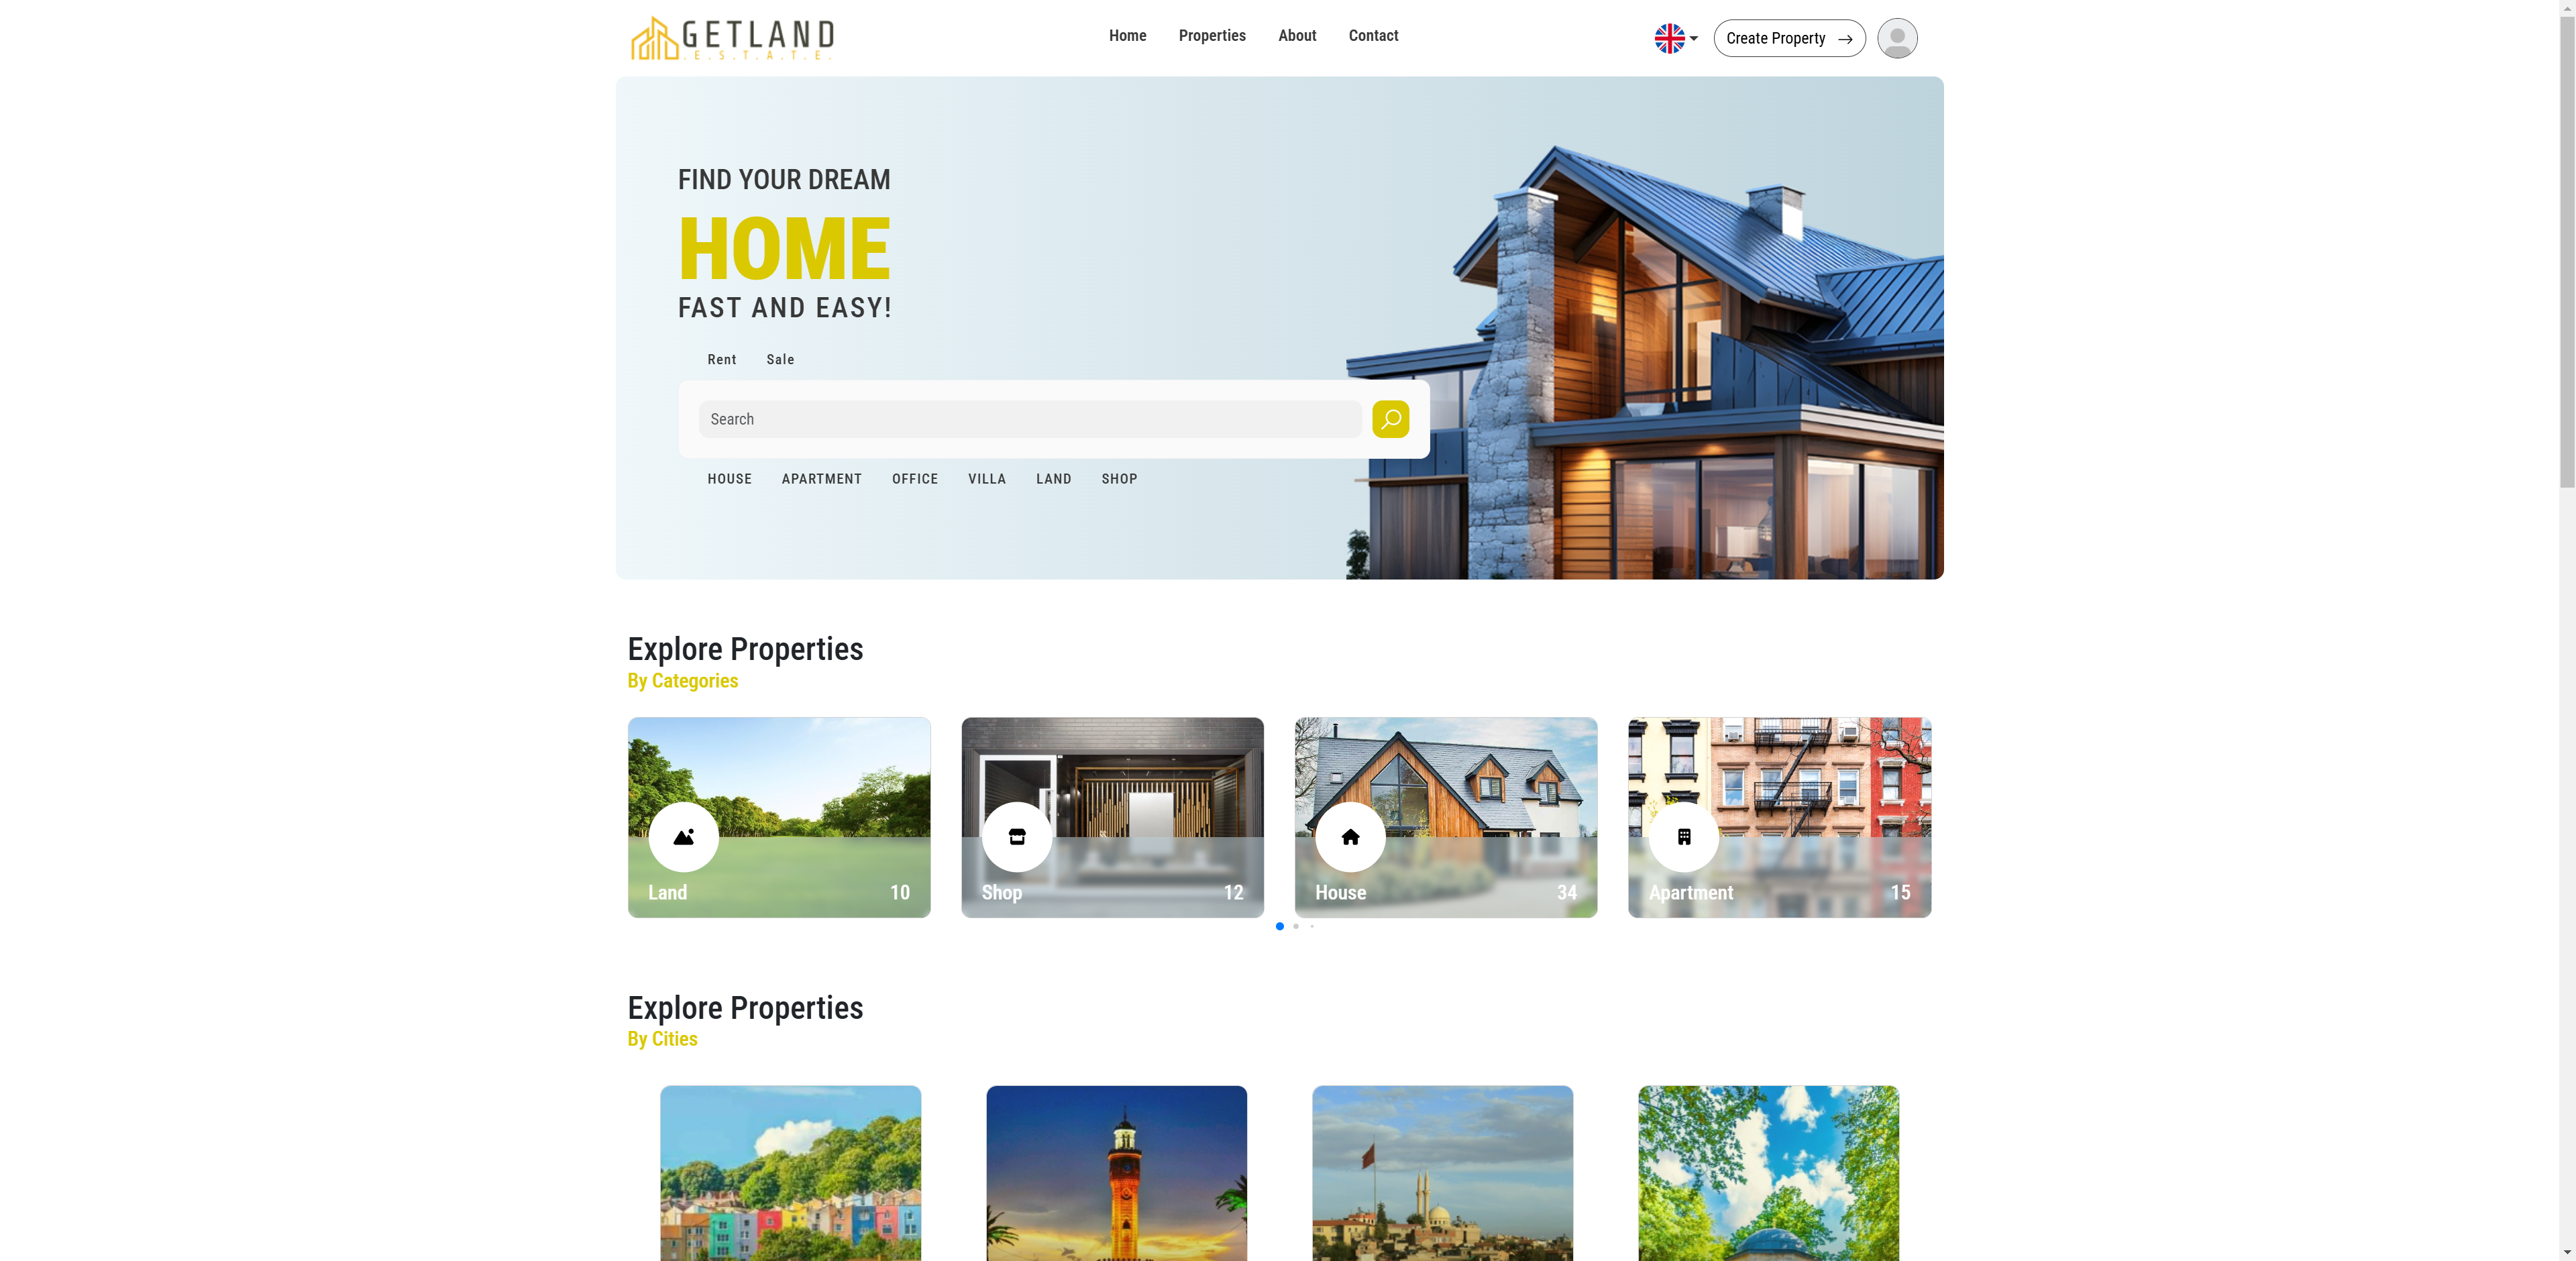 GETLAND
.E.S.T.A.T.E.
Home Properties About Contact
Create Property →
FIND YOUR DREAM
HOME
FAST AND EASY!
Rent Sale
Search
HOUSE APARTMENT OFFICE VILLA LAND SHOP
Explore Properties
By Categories
Land 10
Shop 12
House 34
Apartment 15
Explore Properties
By Cities